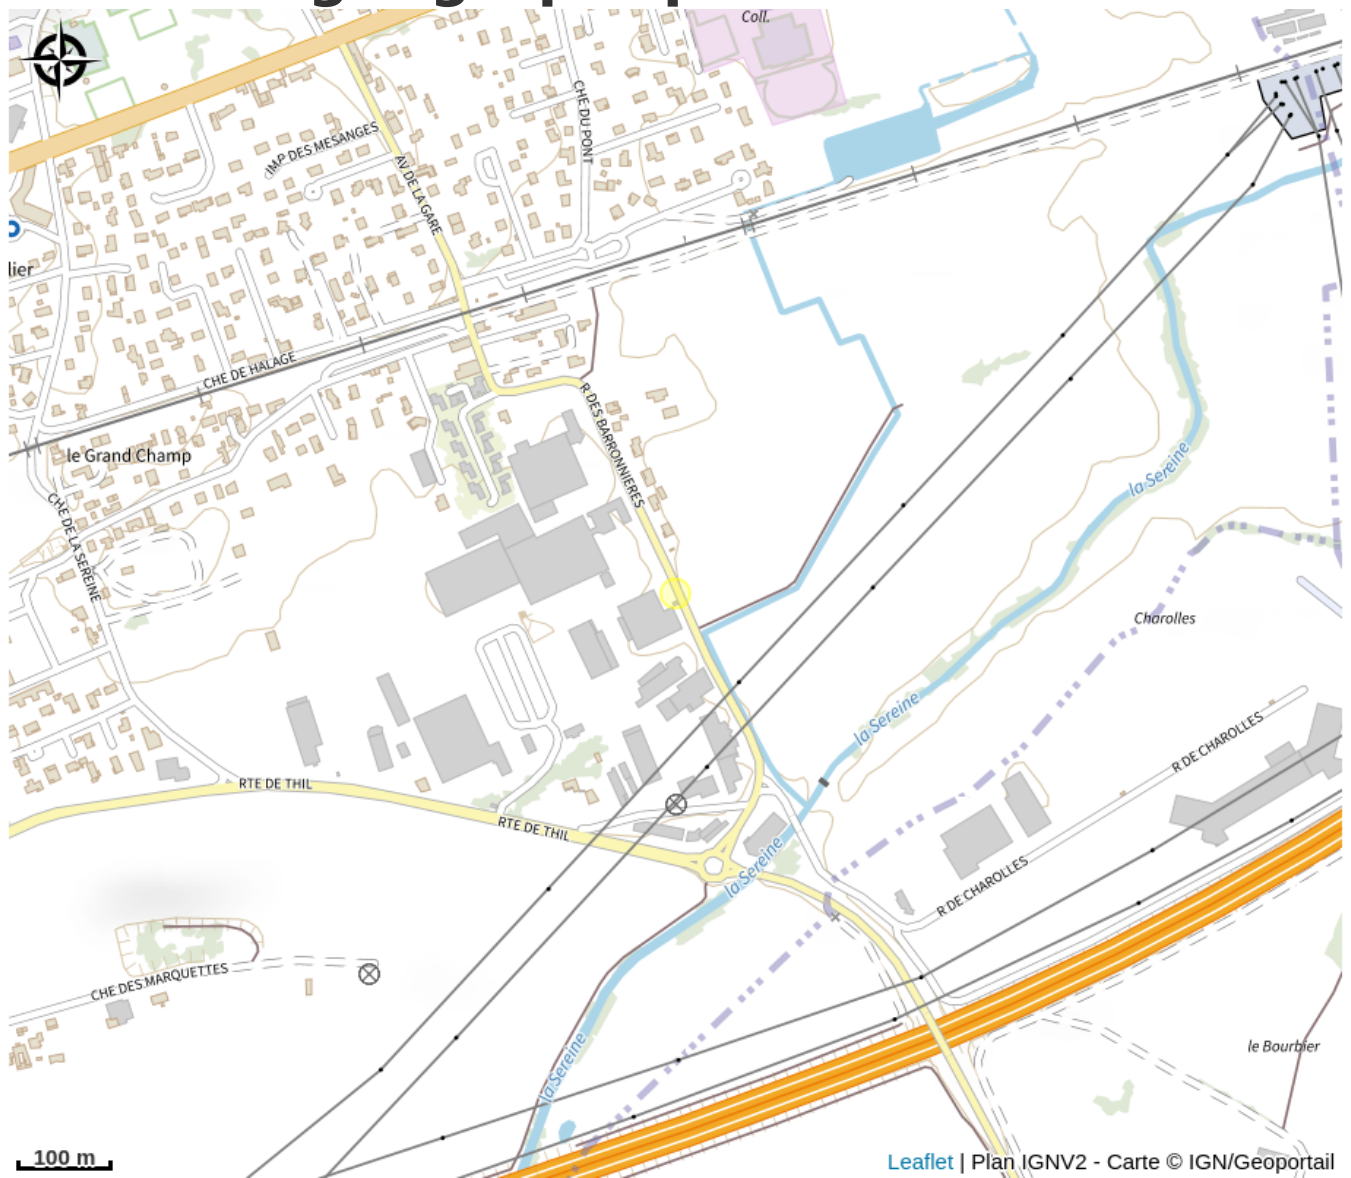 Coll.
CHE DU PONT
IMP DES MESANGES
AV DE LA GARE
lier
CHE DE HALAGE
R DES BARRONNIERES
le Grand Champ
la Sereine
CHE DE LA SEREINE
Charolles
la Sereine
R DE CHAROLLES
RTE DE THIL
RTE DE THIL
la Sereine
R DE CHAROLLES
CHE DES MARQUETTES
le Bourbier
la Sereine
100 m
Leaflet | Plan IGNV2 - Carte © IGN/Geoportail